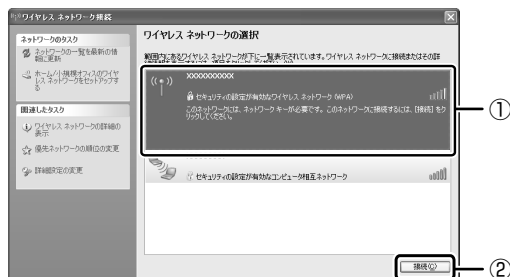 ワイヤレス ネットワーク接続
ネットワークのタスク
ネットワークの一覧を最新の情報に更新
ホーム/小規模オフィスのワイヤレス ネットワークをセットアップする
関連したタスク
ワイヤレス ネットワークの詳細の表示
優先ネットワークの順位の変更
詳細設定の変更
ワイヤレス ネットワークの選択
範囲内にあるワイヤレス ネットワークが下に一覧表示されています。ワイヤレス ネットワークに接続またはその詳
XXXXXXXXXX
セキュリティの設定が有効なワイヤレス ネットワーク (WPA)
このネットワークには、ネットワーク キーが必要です。このネットワークに接続するには、[接続] をク
リックしてください。
セキュリティの設定が有効なコンピュータ相互ネットワーク
接続(C)
①
②